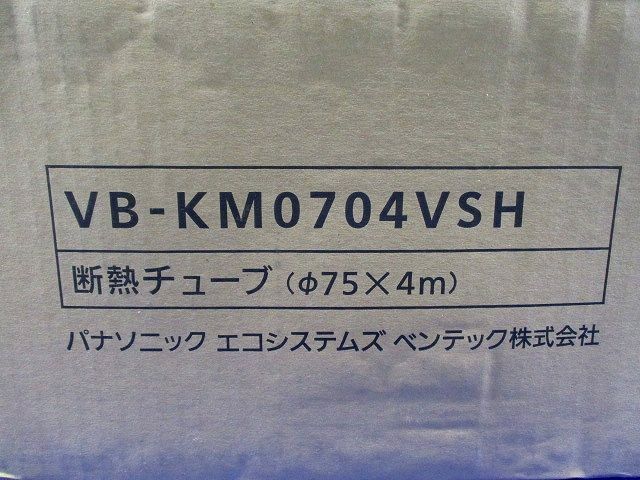 VB-KM0704VSH
断熱チューブ（φ75×4m）
パナソニック エコシステムズ ベンテック株式会社